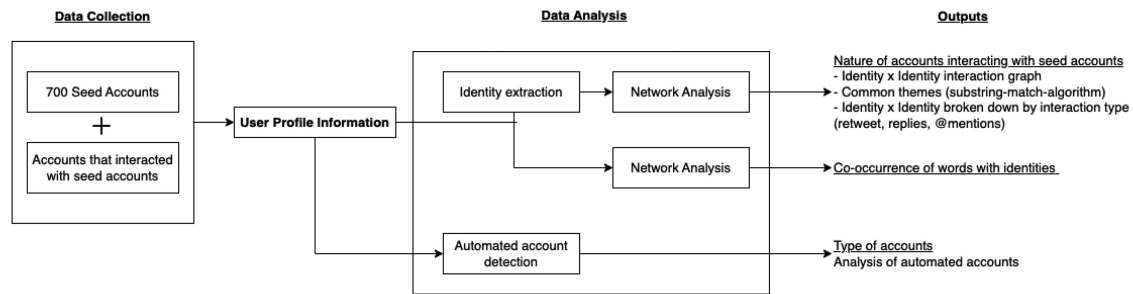 Data Collection
Data Analysis
Outputs
700 Seed Accounts
+
Accounts that interacted
with seed accounts
User Profile Information
Identity extraction
Network Analysis
Nature of accounts interacting with seed accounts
- Identity x Identity interaction graph
- Common themes (substring-match-algorithm)
- Identity x Identity broken down by interaction type
(retweet, replies, @mentions)
Network Analysis
Co-occurrence of words with identities
Automated account
detection
Type of accounts
Analysis of automated accounts